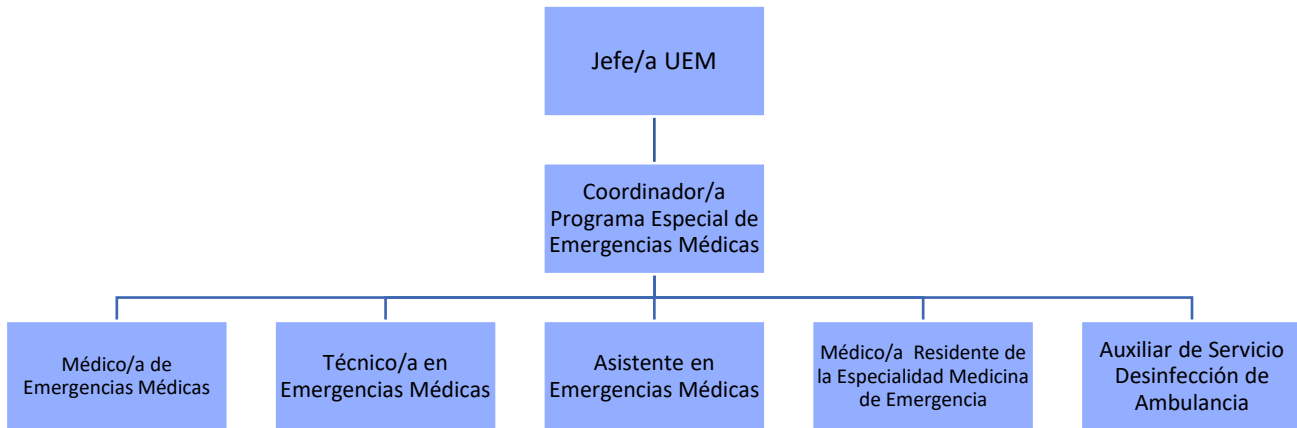 Jefe/a UEM
Coordinador/a
Programa Especial de
Emergencias Médicas
Médico/a de
Emergencias Médicas
Técnico/a en
Emergencias Médicas
Asistente en
Emergencias Médicas
Médico/a Residente de
la Especialidad Medicina
de Emergencia
Auxiliar de Servicio
Desinfección de
Ambulancia